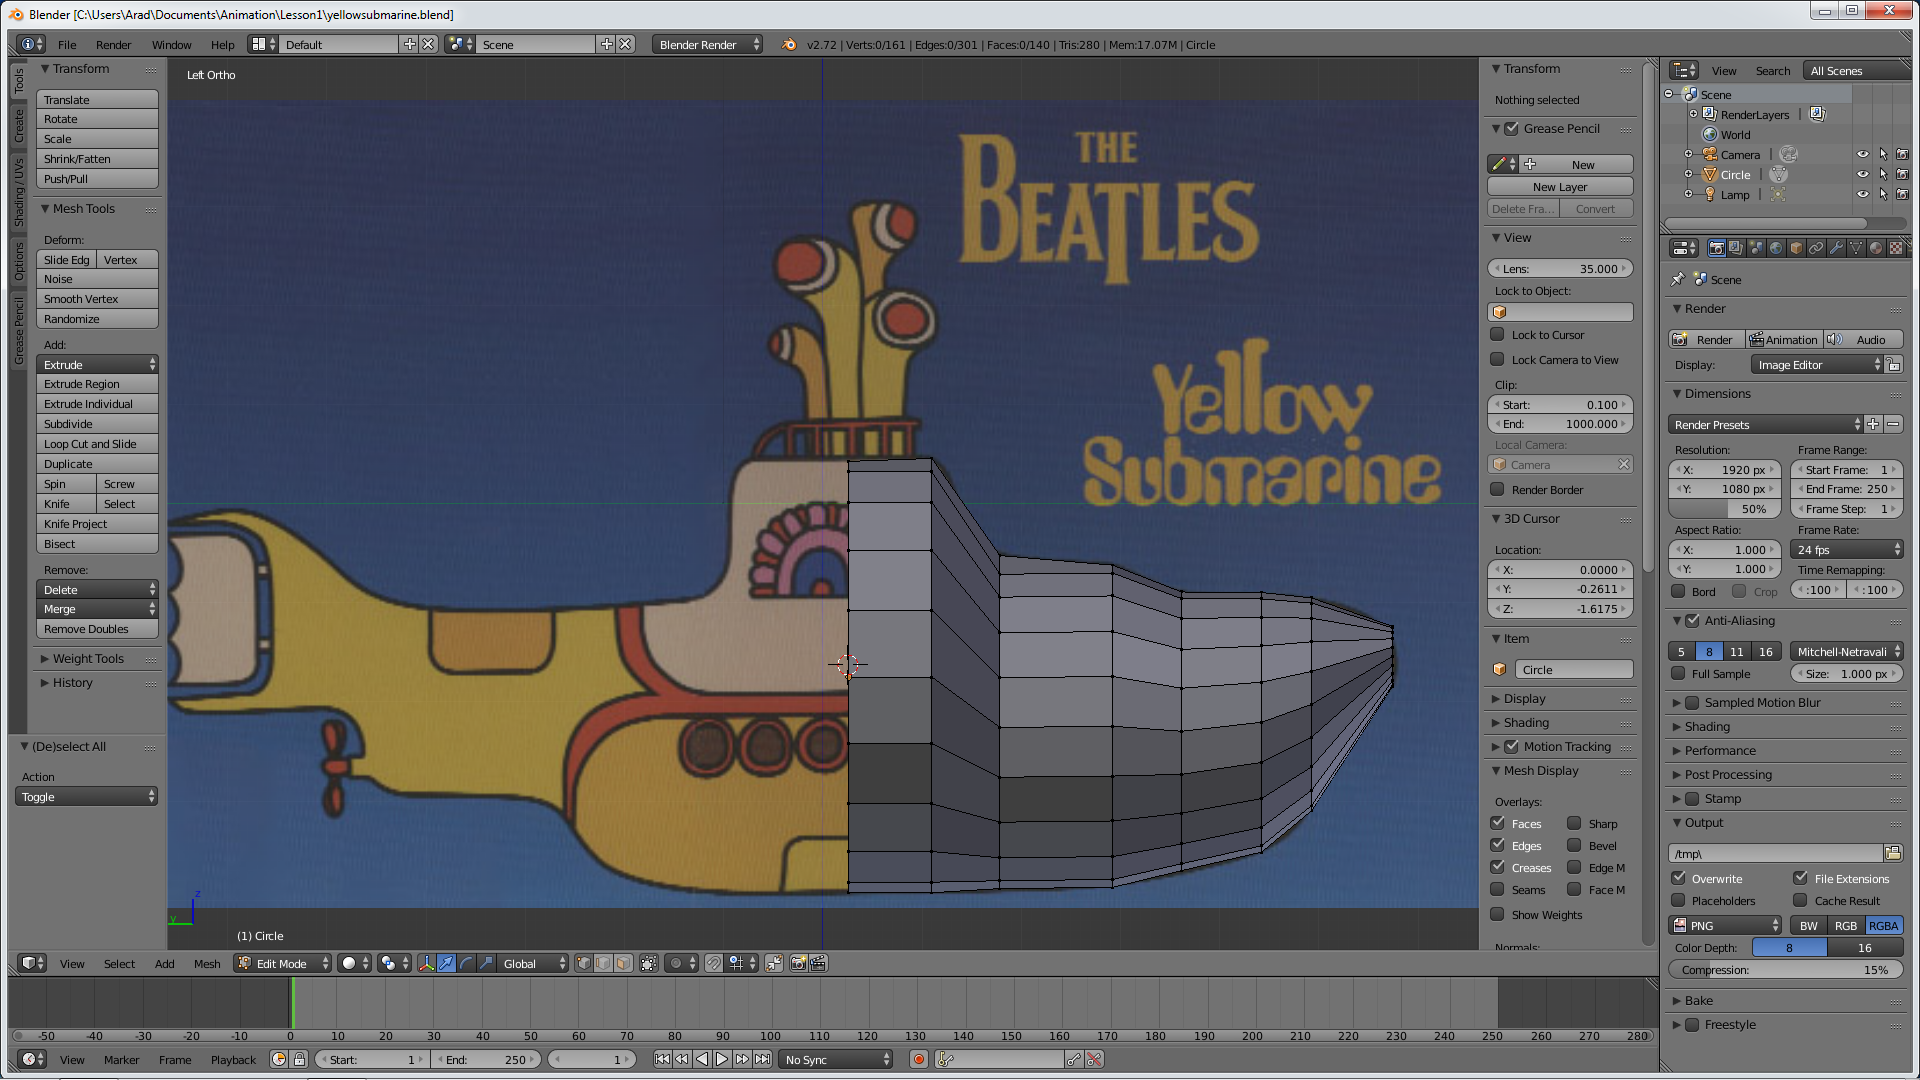 Blender [C:\Users\Arad\Documents\Animation\Lesson1\yellowsubmarine.blend]
File Render Window Help Default Scene Blender Render v2.72 | Verts:0/161 | Edges:0/301 | Faces:0/140 | Tris:280 | Mem:17.07M | Circle
Tools
Create
Shading / UVs
Options
Grease Pencil
Transform
Translate
Rotate
Scale
Shrink/Fatten
Push/Pull
Mesh Tools
Deform:
Slide Edg Vertex
Noise
Smooth Vertex
Randomize
Add:
Extrude
Extrude Region
Extrude Individual
Subdivide
Loop Cut and Slide
Duplicate
Spin Screw
Knife Select
Knife Project
Bisect
Remove:
Delete
Merge
Remove Doubles
Weight Tools
History
(De)select All
Action
Toggle
Left Ortho
THE
BEATLES
Yellow
Submarine
z
y
(1) Circle
Transform
Nothing selected
Grease Pencil
New
New Layer
Delete Fra... Convert
View
Lens: 35.000
Lock to Object:
Lock to Cursor
Lock Camera to View
Clip:
Start: 0.100
End: 1000.000
Local Camera:
Camera
Render Border
3D Cursor
Location:
X: 0.0000
Y: -0.2611
Z: -1.6175
Item
Circle
Display
Shading
Motion Tracking
Mesh Display
Overlays:
Faces Sharp
Edges Bevel
Creases Edge M
Seams Face M
Show Weights
Normals:
View Search All Scenes
Scene
RenderLayers |
World
Camera |
Circle |
Lamp |
Scene
Render
Render Animation Audio
Display: Image Editor
Dimensions
Render Presets
Resolution: Frame Range:
X: 1920 px Start Frame: 1
Y: 1080 px End Frame: 250
50% Frame Step: 1
Aspect Ratio: Frame Rate:
X: 1.000 24 fps
Y: 1.000 Time Remapping:
Bord Crop :100 :100
Anti-Aliasing
5 8 11 16 Mitchell-Netravali
Full Sample Size: 1.000 px
Sampled Motion Blur
Shading
Performance
Post Processing
Stamp
Output
/tmp\
Overwrite File Extensions
Placeholders Cache Result
PNG BW RGB RGBA
Color Depth: 8 16
Compression: 15%
Bake
Freestyle
View Select Add Mesh Edit Mode Global
-50 -40 -30 -20 -10 0 10 20 30 40 50 60 70 80 90 100 110 120 130 140 150 160 170 180 190 200 210 220 230 240 250 260 270 280
View Marker Frame Playback Start: 1 End: 250 1 No Sync